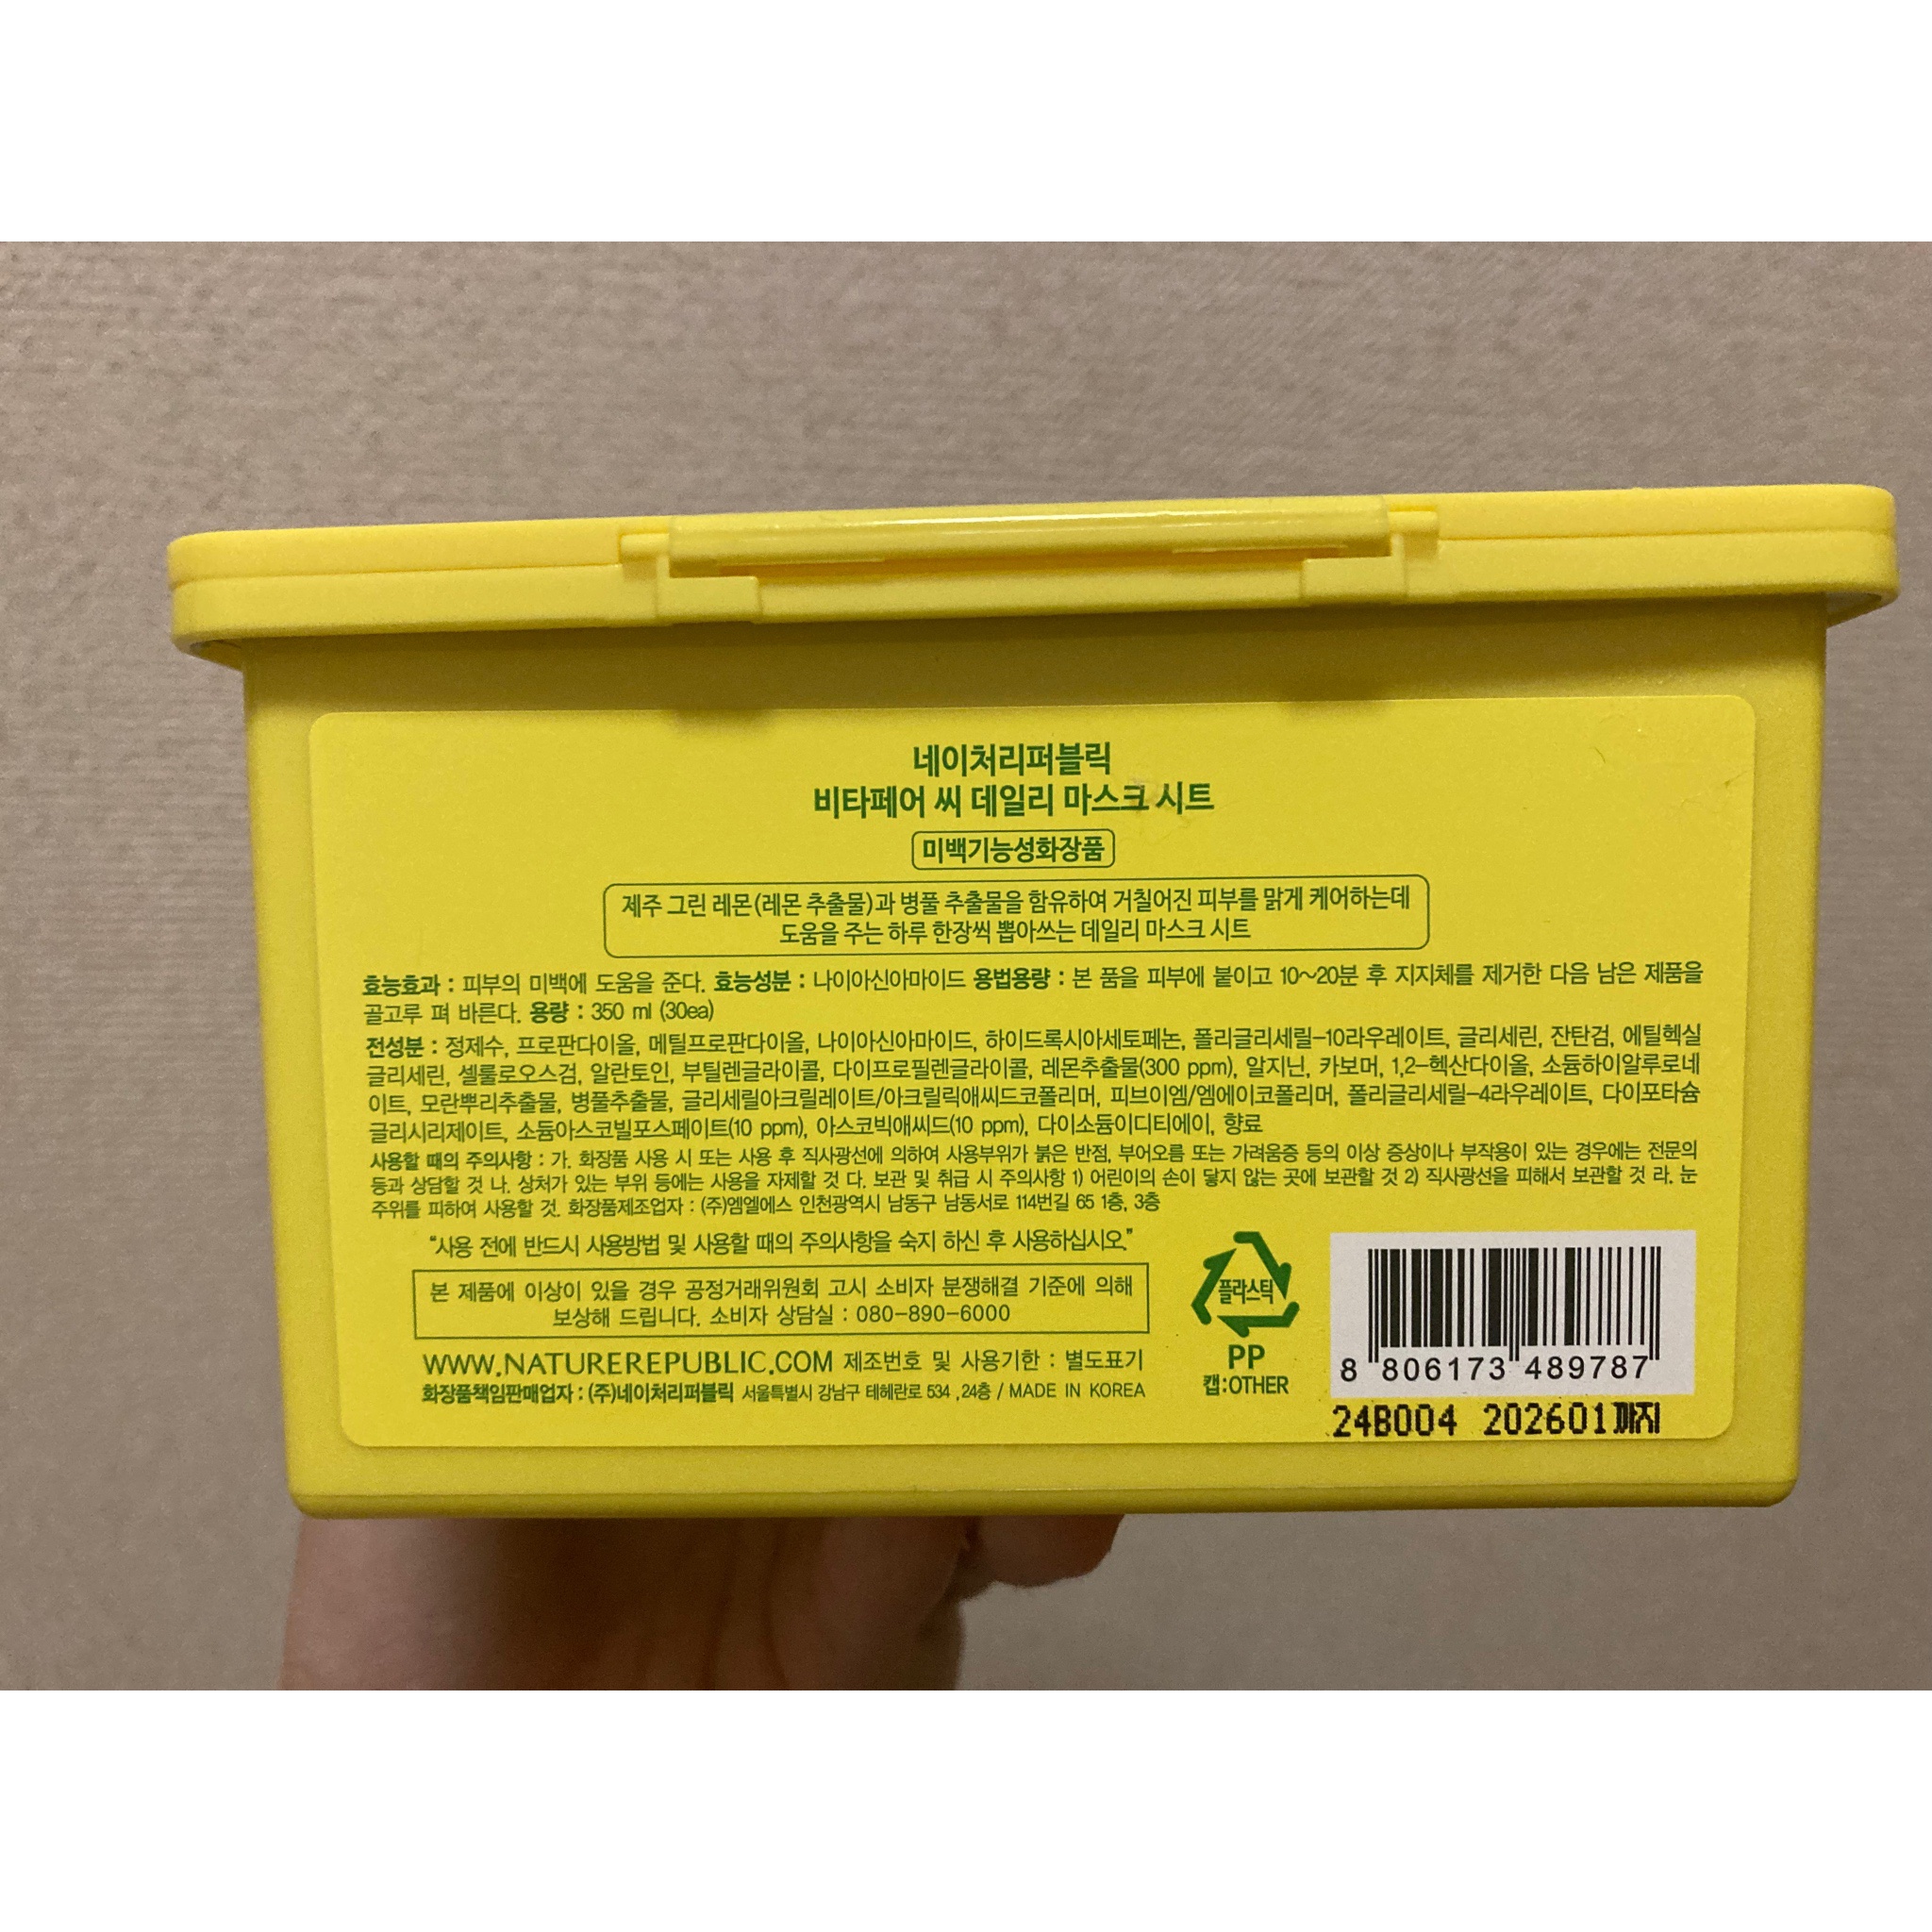 네이처리퍼블릭
비타페어 씨 데일리 마스크 시트
미백기능성화장품
제주 그린 레몬(레몬 추출물)과 병풀 추출물을 함유하여 거칠어진 피부를 맑게 케어하는데
도움을 주는 하루 한장씩 뽑아쓰는 데일리 마스크 시트
효능효과 : 피부의 미백에 도움을 준다. 효능성분 : 나이아신아마이드 용법용량 : 본 품을 피부에 붙이고 10~20분 후 지지체를 제거한 다음 남은 제품을
골고루 펴 바른다. 용량 : 350 ml (30ea)
전성분 : 정제수, 프로판다이올, 메틸프로판다이올, 나이아신아마이드, 하이드록시아세토페논, 폴리글리세릴-10라우레이트, 글리세린, 잔탄검, 에틸헥실
글리세린, 셀룰로오스검, 알란토인, 부틸렌글라이콜, 다이프로필렌글라이콜, 레몬추출물(300 ppm), 알지닌, 카보머, 1,2-헥산다이올, 소듐하이알루로네
이트, 모란뿌리추출물, 병풀추출물, 글리세릴아크릴레이트/아크릴릭애씨드코폴리머, 피브이엠/엠에이코폴리머, 폴리글리세릴-4라우레이트, 다이포타슘
글리시리제이트, 소듐아스코빌포스페이트(10 ppm), 아스코빅애씨드(10 ppm), 다이소듐이디티에이, 향료
사용할 때의 주의사항 : 가. 화장품 사용 시 또는 사용 후 직사광선에 의하여 사용부위가 붉은 반점, 부어오름 또는 가려움증 등의 이상 증상이나 부작용이 있는 경우에는 전문의
등과 상담할 것 나. 상처가 있는 부위 등에는 사용을 자제할 것 다. 보관 및 취급 시 주의사항 1) 어린이의 손이 닿지 않는 곳에 보관할 것 2) 직사광선을 피해서 보관할 것 라. 눈
주위를 피하여 사용할 것. 화장품제조업자 : (주)엠엘에스 인천광역시 남동구 남동서로 114번길 65 1층, 3층
"사용 전에 반드시 사용방법 및 사용할 때의 주의사항을 숙지 하신 후 사용하십시오."
본 제품에 이상이 있을 경우 공정거래위원회 고시 소비자 분쟁해결 기준에 의해
보상해 드립니다. 소비자 상담실 : 080-890-6000
WWW.NATUREREPUBLIC.COM 제조번호 및 사용기한 : 별도표기
화장품책임판매업자 : (주)네이처리퍼블릭 서울특별시 강남구 테헤란로 534 ,24층 / MADE IN KOREA
플라스틱
PP
캡:OTHER
8 806173 489787
24B004 202601까지